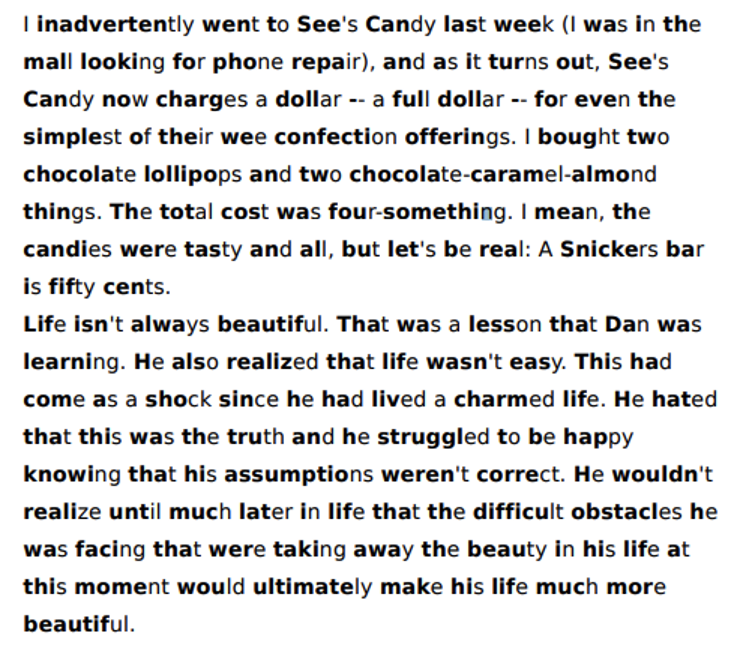 I inadvertently went to See's Candy last week (I was in the
mall looking for phone repair), and as it turns out, See's
Candy now charges a dollar -- a full dollar -- for even the
simplest of their wee confection offerings. I bought two
chocolate lollipops and two chocolate-caramel-almond
things. The total cost was four-something. I mean, the
candies were tasty and all, but let's be real: A Snickers bar
is fifty cents.
Life isn't always beautiful. That was a lesson that Dan was
learning. He also realized that life wasn't easy. This had
come as a shock since he had lived a charmed life. He hated
that this was the truth and he struggled to be happy
knowing that his assumptions weren't correct. He wouldn't
realize until much later in life that the difficult obstacles he
was facing that were taking away the beauty in his life at
this moment would ultimately make his life much more
beautiful.